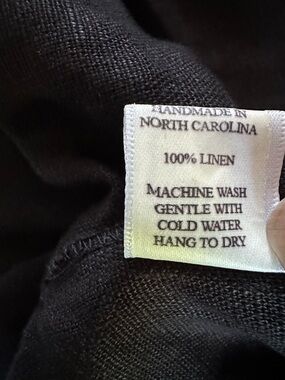 HANDMADE IN
NORTH CAROLINA
100% LINEN
MACHINE WASH
GENTLE WITH
COLD WATER
HANG TO DRY